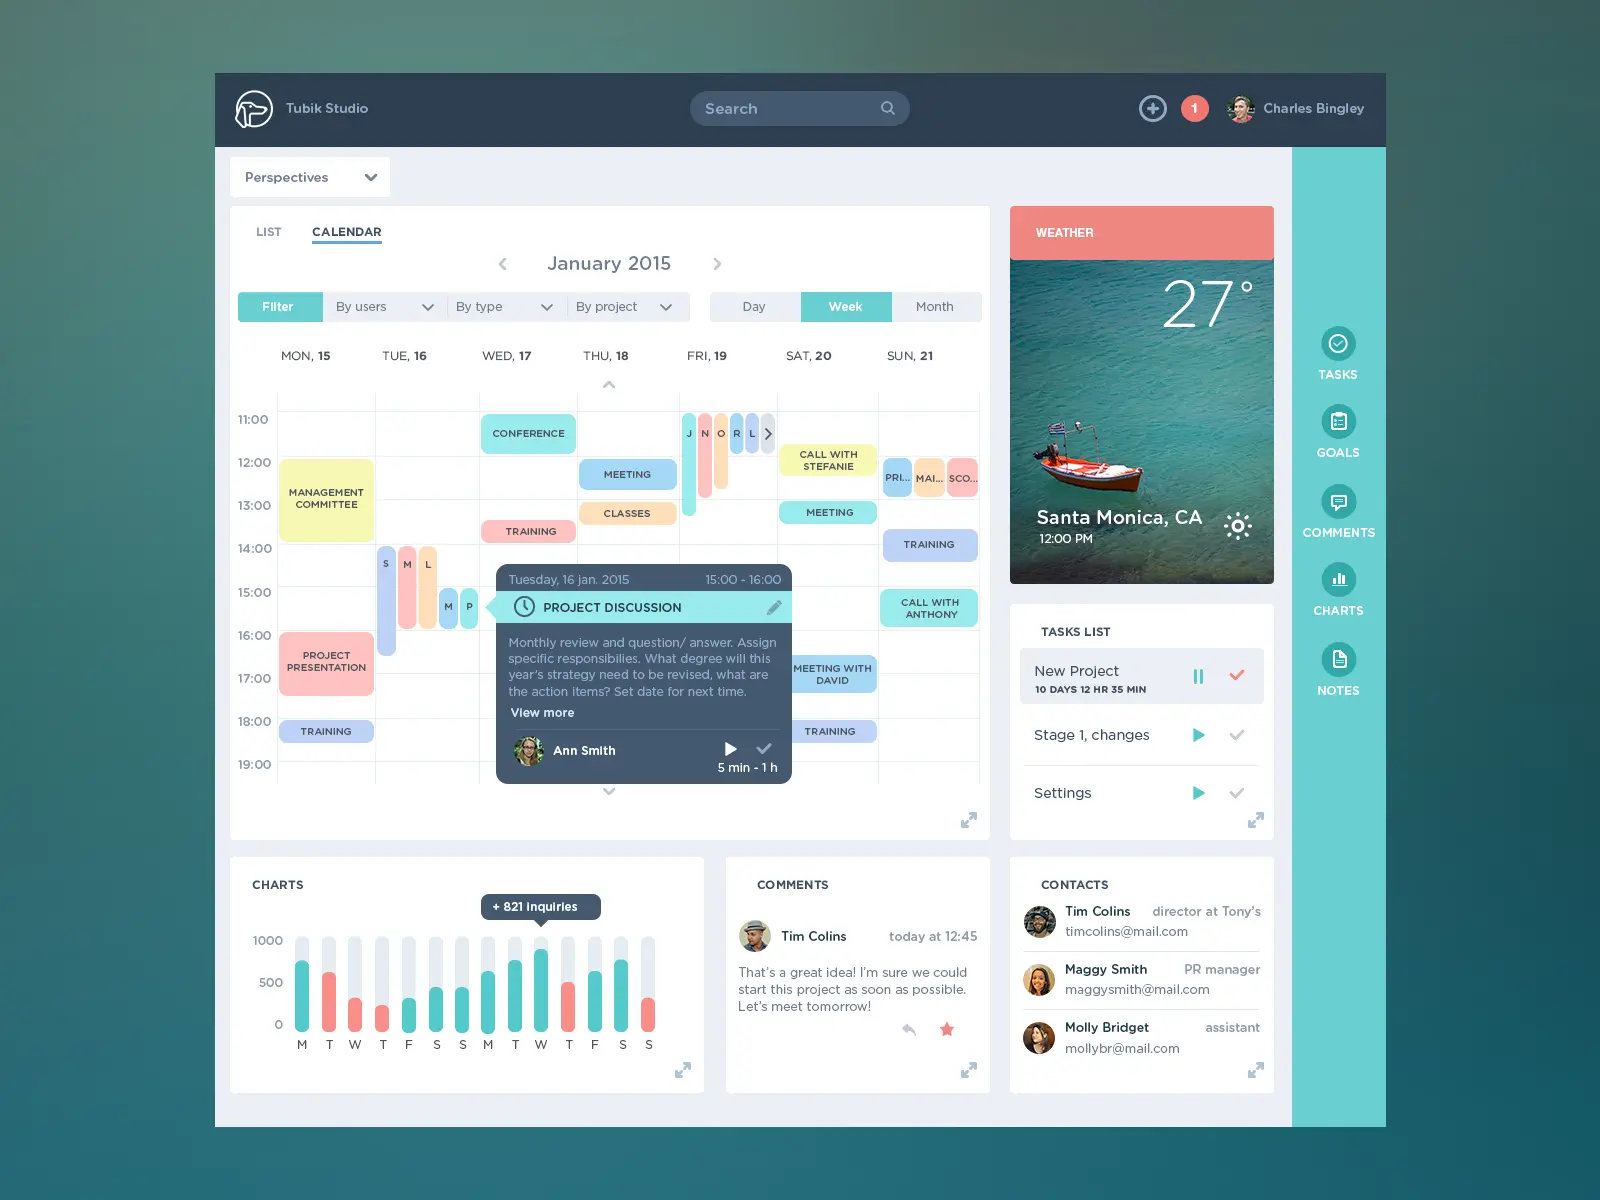 Tubik Studio
Search
1
Charles Bingley
Perspectives
LIST
CALENDAR
January 2015
Filter
By users
By type
By project
Day
Week
Month
MON, 15
TUE, 16
WED, 17
THU, 18
FRI, 19
SAT, 20
SUN, 21
11:00
12:00
13:00
14:00
15:00
16:00
17:00
18:00
19:00
MANAGEMENT
COMMITTEE
PROJECT
PRESENTATION
TRAINING
S
M
L
M
P
CONFERENCE
TRAINING
MEETING
CLASSES
J
N
O
R
L
CALL WITH
STEFANIE
MEETING
MEETING WITH
DAVID
TRAINING
PRI...
MAI...
SCO...
TRAINING
CALL WITH
ANTHONY
Tuesday, 16 jan. 2015
15:00 - 16:00
PROJECT DISCUSSION
Monthly review and question/ answer. Assign
specific responsibilies. What degree will this
year's strategy need to be revised, what are
the action items? Set date for next time.
View more
Ann Smith
5 min - 1 h
WEATHER
27°
Santa Monica, CA
12:00 PM
TASKS LIST
New Project
10 DAYS 12 HR 35 MIN
Stage 1, changes
Settings
TASKS
GOALS
COMMENTS
CHARTS
NOTES
CHARTS
+ 821 inquiries
1000
500
0
M T W T F S S M T W T F S S
COMMENTS
Tim Colins
today at 12:45
That's a great idea! I'm sure we could
start this project as soon as possible.
Let's meet tomorrow!
CONTACTS
Tim Colins
director at Tony's
timcolins@mail.com
Maggy Smith
PR manager
maggysmith@mail.com
Molly Bridget
assistant
mollybr@mail.com